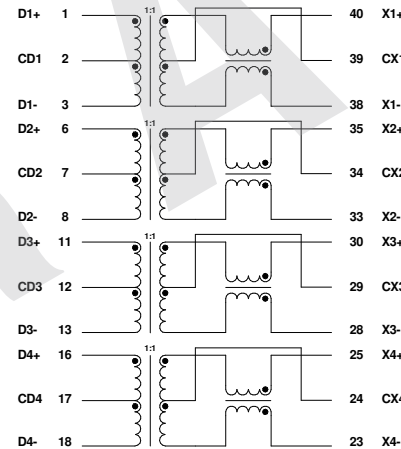 D1+ 1 1:1 40 X1+
CD1 2 39 CX1
D1- 3 38 X1-
D2+ 6 1:1 35 X2+
CD2 7 34 CX2
D2- 8 33 X2-
D3+ 11 1:1 30 X3+
CD3 12 29 CX3
D3- 13 28 X3-
D4+ 16 1:1 25 X4+
CD4 17 24 CX4
D4- 18 23 X4-